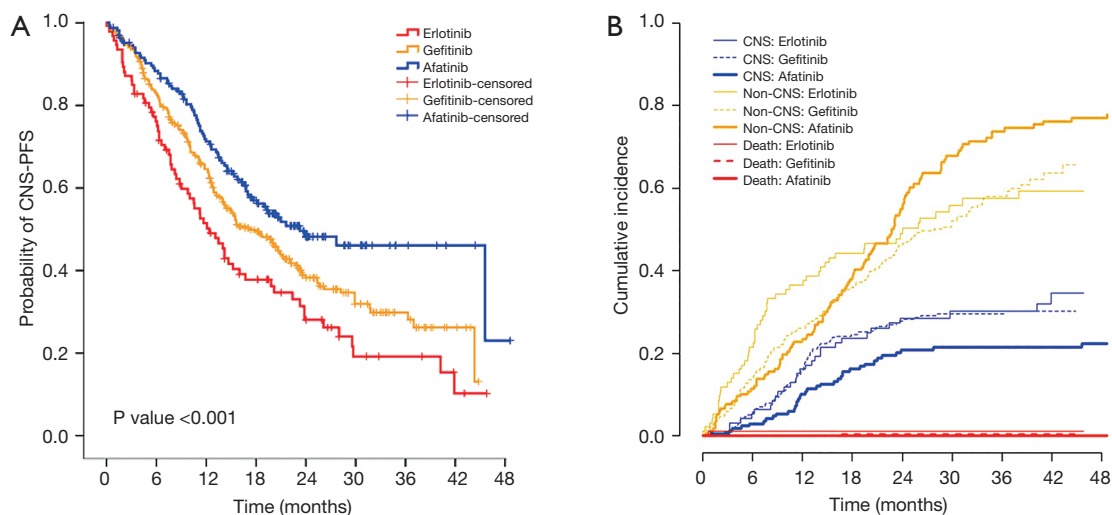 A
Probability of CNS-PFS
1.0
0.8
0.6
0.4
0.2
0.0
Erlotinib
Gefitinib
Afatinib
Erlotinib-censored
Gefitinib-censored
Afatinib-censored
P value <0.001
0 6 12 18 24 30 36 42 48
Time (months)
B
Cumulative incidence
1.0
0.8
0.6
0.4
0.2
0.0
CNS: Erlotinib
CNS: Gefitinib
CNS: Afatinib
Non-CNS: Erlotinib
Non-CNS: Gefitinib
Non-CNS: Afatinib
Death: Erlotinib
Death: Gefitinib
Death: Afatinib
0 6 12 18 24 30 36 42 48
Time (months)